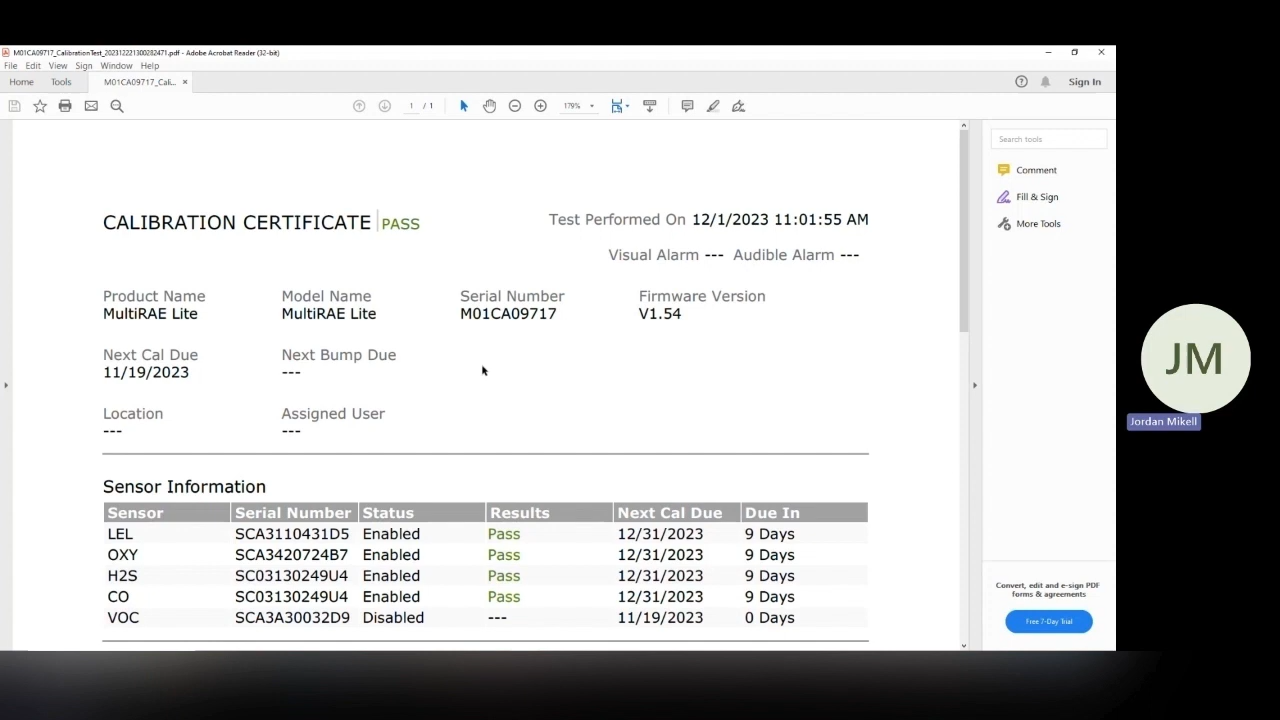 M01CA09717_CalibrationTest_202312221300282471.pdf - Adobe Acrobat Reader (32-bit)
File Edit View Sign Window Help
Home Tools M01CA09717_Cali... × Sign In
1 / 1 179%
Search tools
Comment
Fill & Sign
More Tools
CALIBRATION CERTIFICATE PASS Test Performed On 12/1/2023 11:01:55 AM
Visual Alarm --- Audible Alarm ---
Product Name Model Name Serial Number Firmware Version
MultiRAE Lite MultiRAE Lite M01CA09717 V1.54
Next Cal Due Next Bump Due
11/19/2023 ---
Location Assigned User
--- ---
Sensor Information
Sensor Serial Number Status Results Next Cal Due Due In
LEL SCA3110431D5 Enabled Pass 12/31/2023 9 Days
OXY SCA3420724B7 Enabled Pass 12/31/2023 9 Days
H2S SC03130249U4 Enabled Pass 12/31/2023 9 Days
CO SC03130249U4 Enabled Pass 12/31/2023 9 Days
VOC SCA3A30032D9 Disabled --- 11/19/2023 0 Days
Convert, edit and e-sign PDF
forms & agreements
Free 7-Day Trial
JM
Jordan Mikell